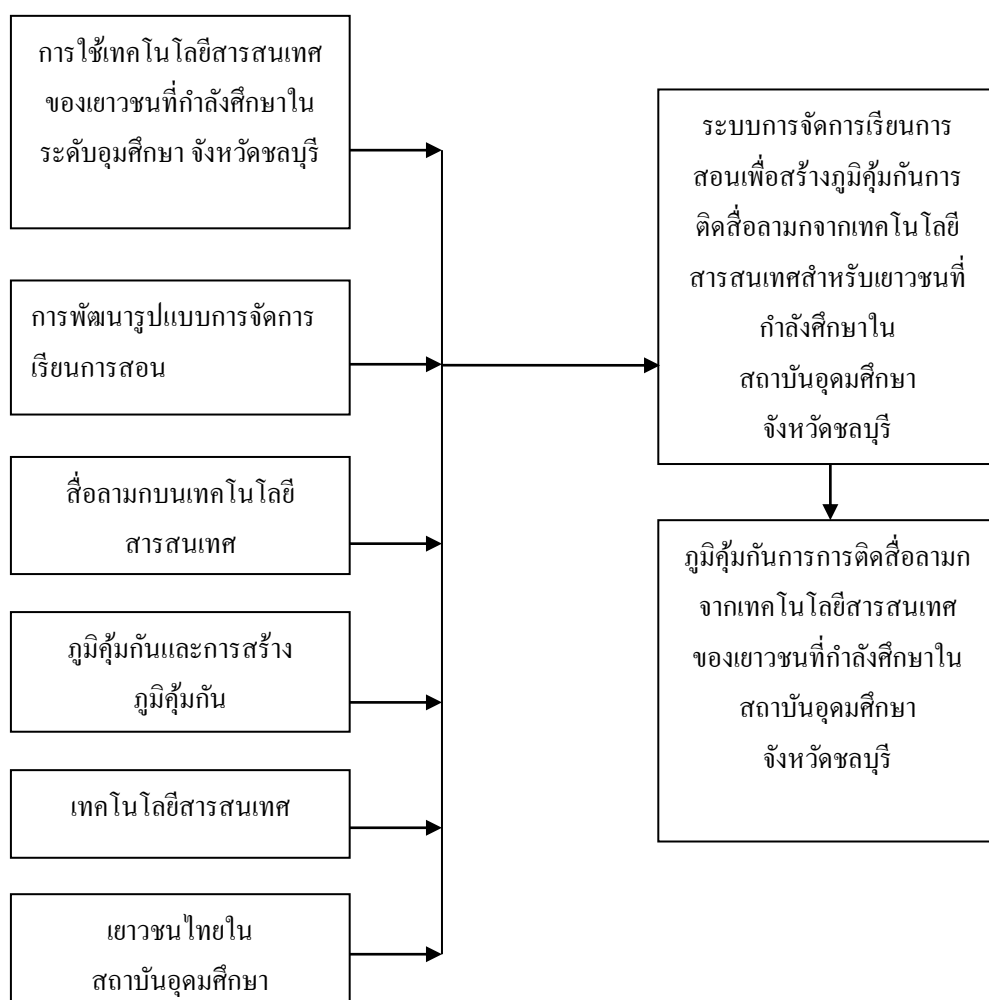 การใช้เทคโนโลยีสารสนเทศ
ของเยาวชนที่กำลังศึกษาใน
ระดับอุมศึกษา จังหวัดชลบุรี
การพัฒนารูปแบบการจัดการ
เรียนการสอน
สื่อลามกบนเทคโนโลยี
สารสนเทศ
ภูมิคุ้มกันและการสร้าง
ภูมิคุ้มกัน
เทคโนโลยีสารสนเทศ
เยาวชนไทยใน
สถาบันอุดมศึกษา
ระบบการจัดการเรียนการ
สอนเพื่อสร้างภูมิคุ้มกันการ
ติดสื่อลามกจากเทคโนโลยี
สารสนเทศสำหรับเยาวชนที่
กำลังศึกษาใน
สถาบันอุดมศึกษา
จังหวัดชลบุรี
ภูมิคุ้มกันการการติดสื่อลามก
จากเทคโนโลยีสารสนเทศ
ของเยาวชนที่กำลังศึกษาใน
สถาบันอุดมศึกษา
จังหวัดชลบุรี